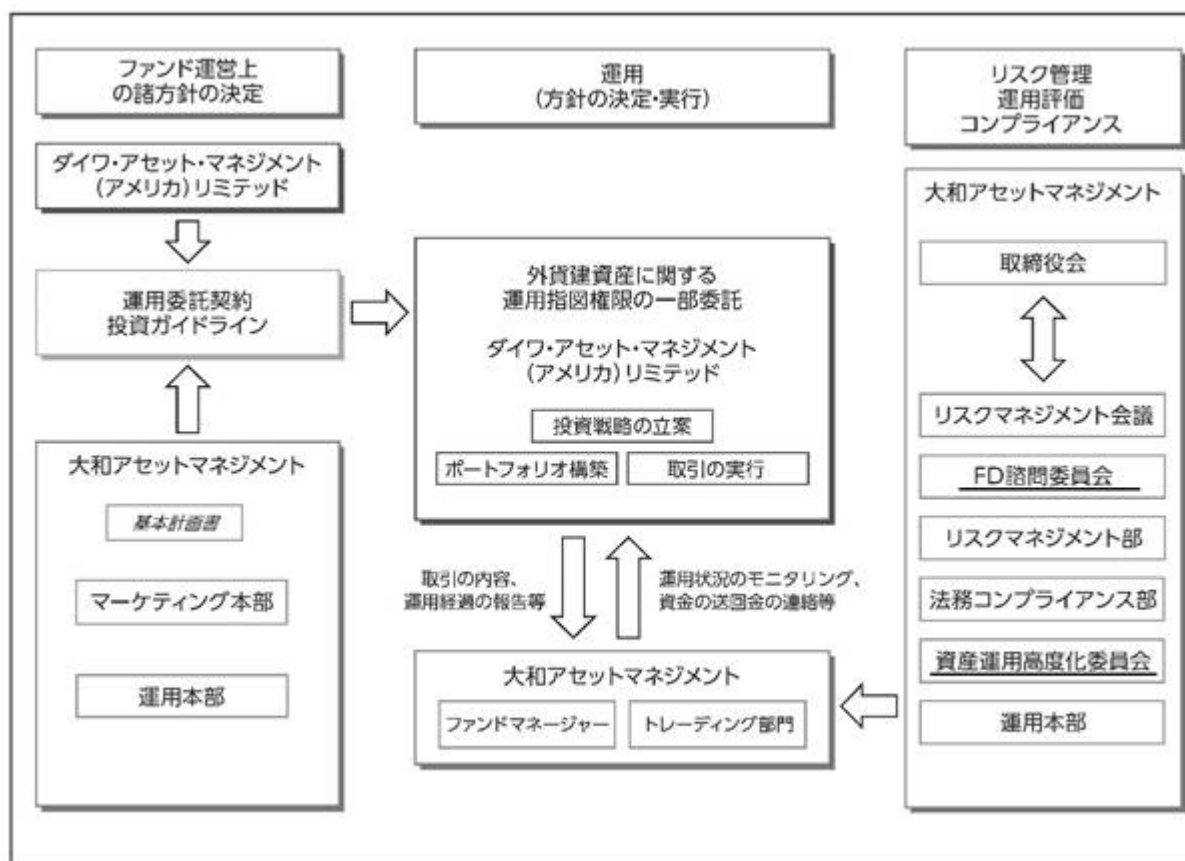 ファンド運営上
の諸方針の決定
ダイワ・アセット・マネジメント
(アメリカ)リミテッド
運用委託契約
投資ガイドライン
大和アセットマネジメント
基本計画書
マーケティング本部
運用本部
運用
(方針の決定・実行)
外貨建資産に関する
運用指図権限の一部委託
ダイワ・アセット・マネジメント
(アメリカ)リミテッド
投資戦略の立案
ポートフォリオ構築
取引の実行
取引の内容、
運用経過の報告等
運用状況のモニタリング、
資金の送回金の連絡等
大和アセットマネジメント
ファンドマネージャー
トレーディング部門
リスク管理
運用評価
コンプライアンス
大和アセットマネジメント
取締役会
リスクマネジメント会議
FD諮問委員会
リスクマネジメント部
法務コンプライアンス部
資産運用高度化委員会
運用本部